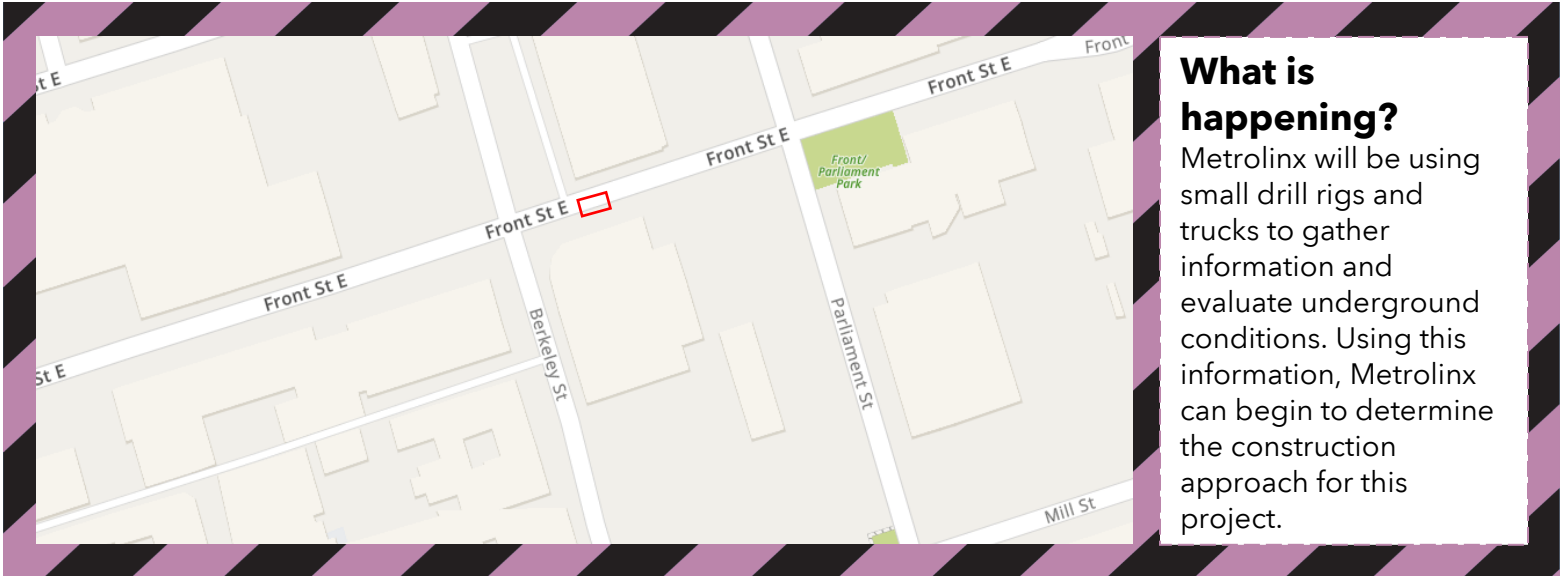 St E
Front
Front St E
Front St E
Front/
Parliament
Park
Front St E
Front St E
St E
Berkeley St
Parliament St
Mill St
What is
happening?
Metrolinx will be using
small drill rigs and
trucks to gather
information and
evaluate underground
conditions. Using this
information, Metrolinx
can begin to determine
the construction
approach for this
project.